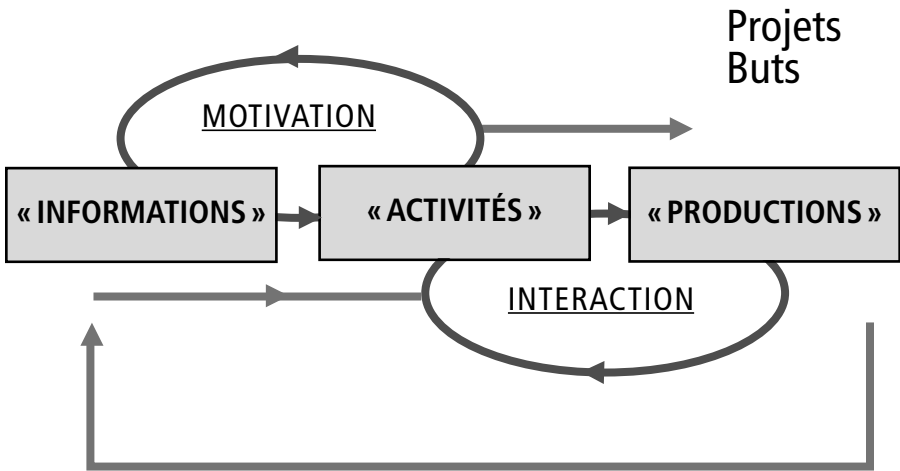 Projets
Buts
MOTIVATION
« INFORMATIONS »
« ACTIVITÉS »
« PRODUCTIONS »
INTERACTION